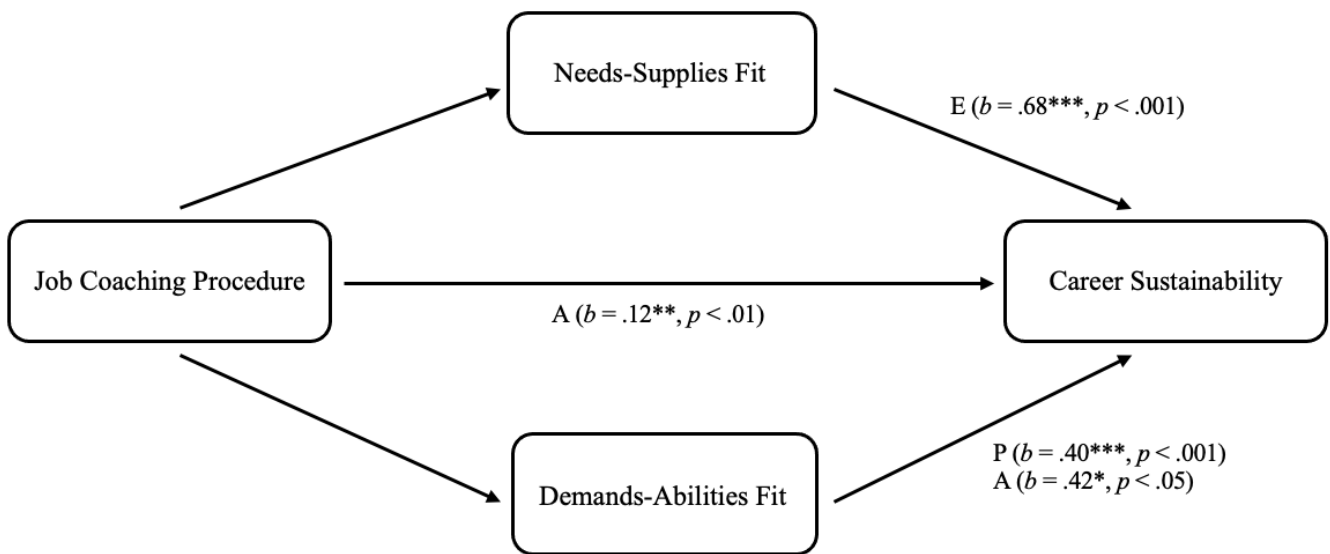 Needs-Supplies Fit
E (b = .68***, p < .001)
Job Coaching Procedure
Career Sustainability
A (b = .12**, p < .01)
P (b = .40***, p < .001)
A (b = .42*, p < .05)
Demands-Abilities Fit